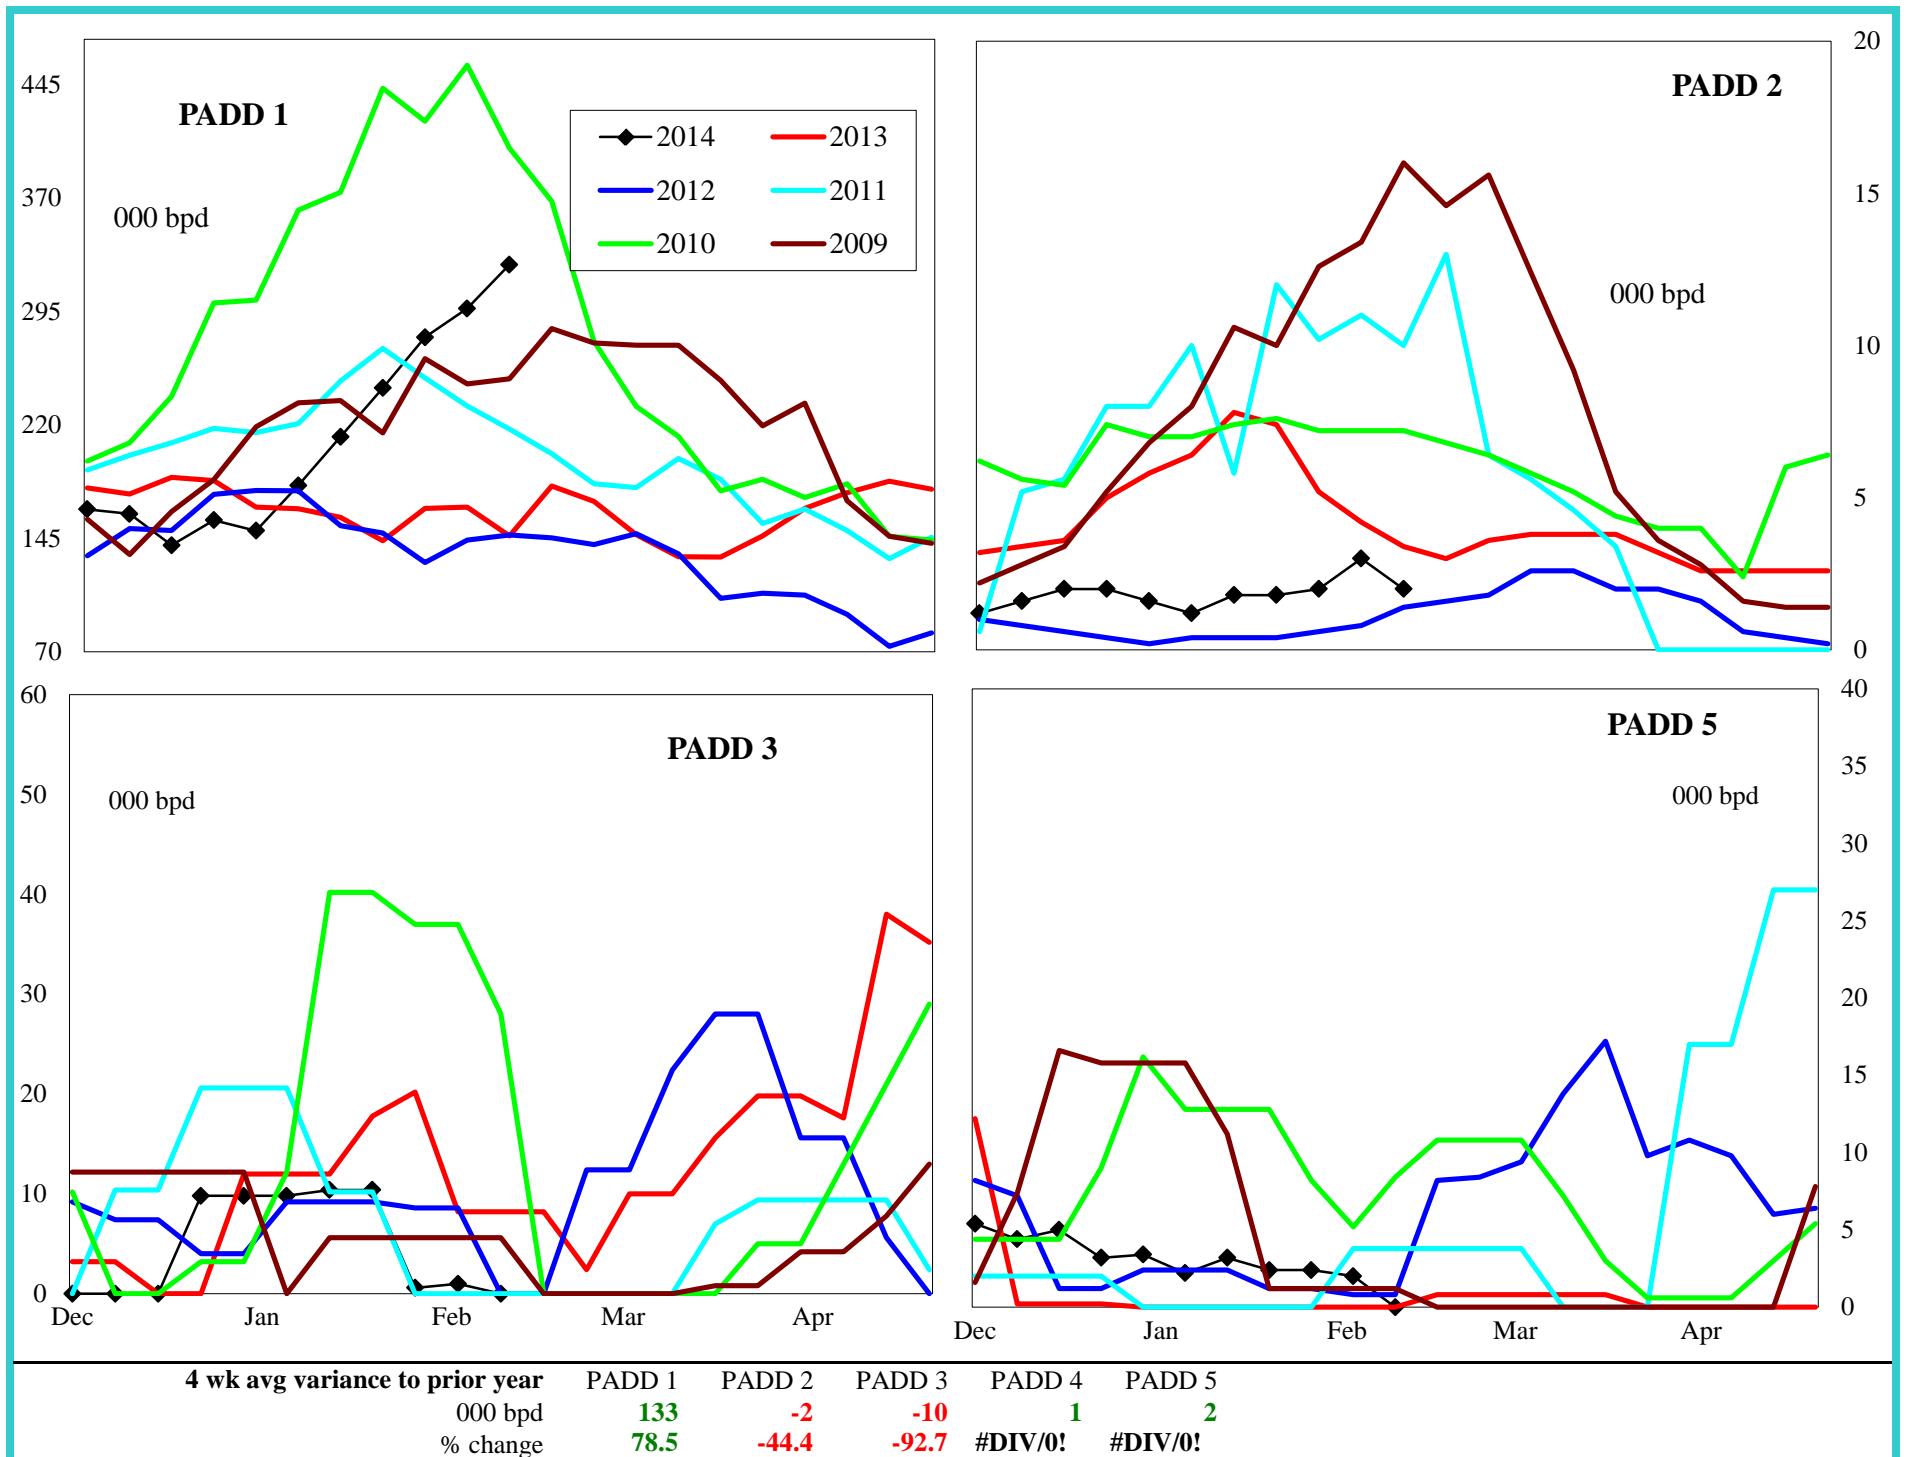 PADD 1
000 bpd
445
370
295
220
145
70
2014 2013
2012 2011
2010 2009
PADD 2
000 bpd
20
15
10
5
0
PADD 3
000 bpd
60
50
40
30
20
10
0
Dec Jan Feb Mar Apr
PADD 5
000 bpd
40
35
30
25
20
15
10
5
0
Dec Jan Feb Mar Apr
4 wk avg variance to prior year PADD 1 PADD 2 PADD 3 PADD 4 PADD 5
000 bpd 133 -2 -10 1 2
% change 78.5 -44.4 -92.7 #DIV/0! #DIV/0!